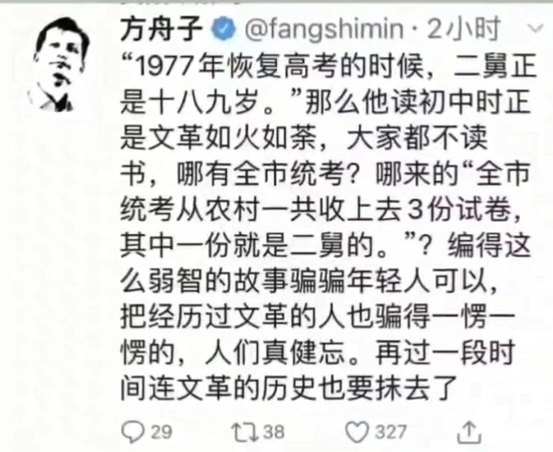 方舟子 @fangshimin · 2小时
“1977年恢复高考的时候，二舅正
是十八九岁。”那么他读初中时正
是文革如火如荼，大家都不读
书，哪有全市统考？哪来的“全市
统考从农村一共收上去3份试卷，
其中一份就是二舅的。”？编得这
么弱智的故事骗骗年轻人可以，
把经历过文革的人也骗得一愣一
愣的，人们真健忘。再过一段时
间连文革的历史也要抹去了
29 38 327